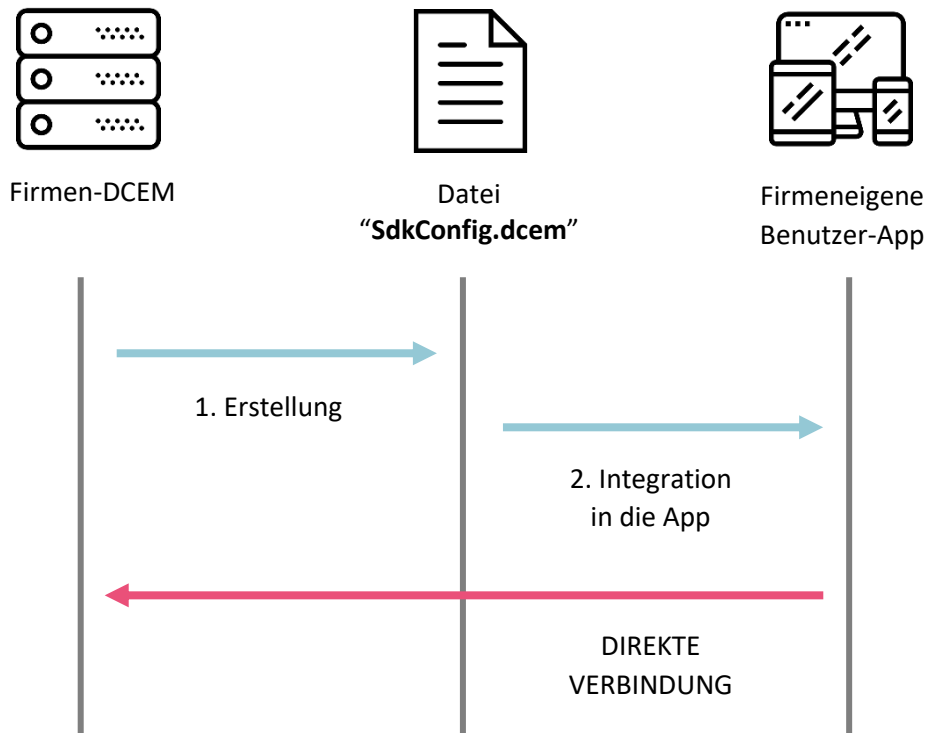 Firmen-DCEM
Datei
“SdkConfig.dcem”
Firmeneigene
Benutzer-App
1. Erstellung
2. Integration
in die App
DIREKTE
VERBINDUNG